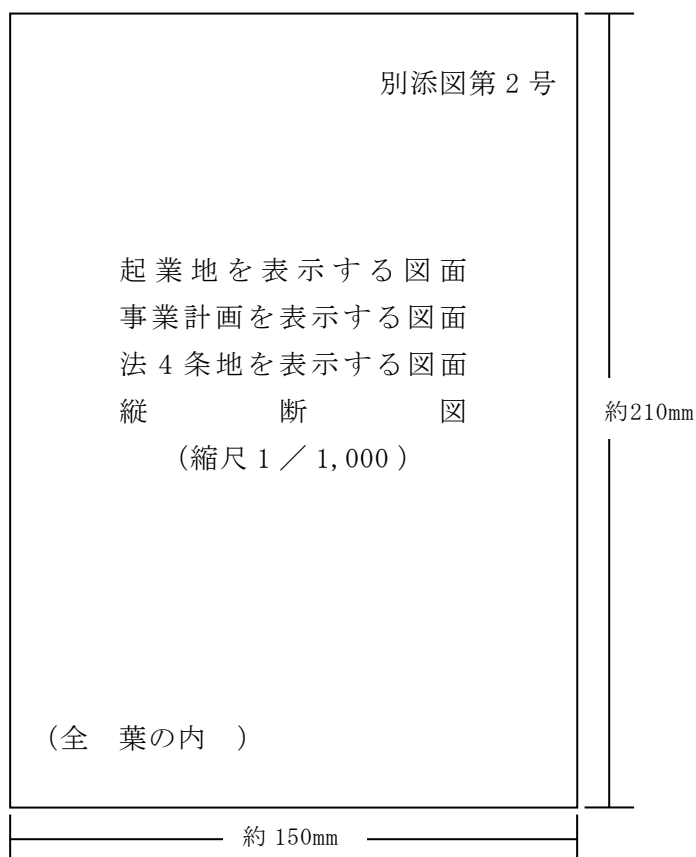 別添図第2号
起業地を表示する図面
事業計画を表示する図面
法4条地を表示する図面
縦断図
(縮尺1／1,000)
約210mm
(全　葉の内　)
約150mm